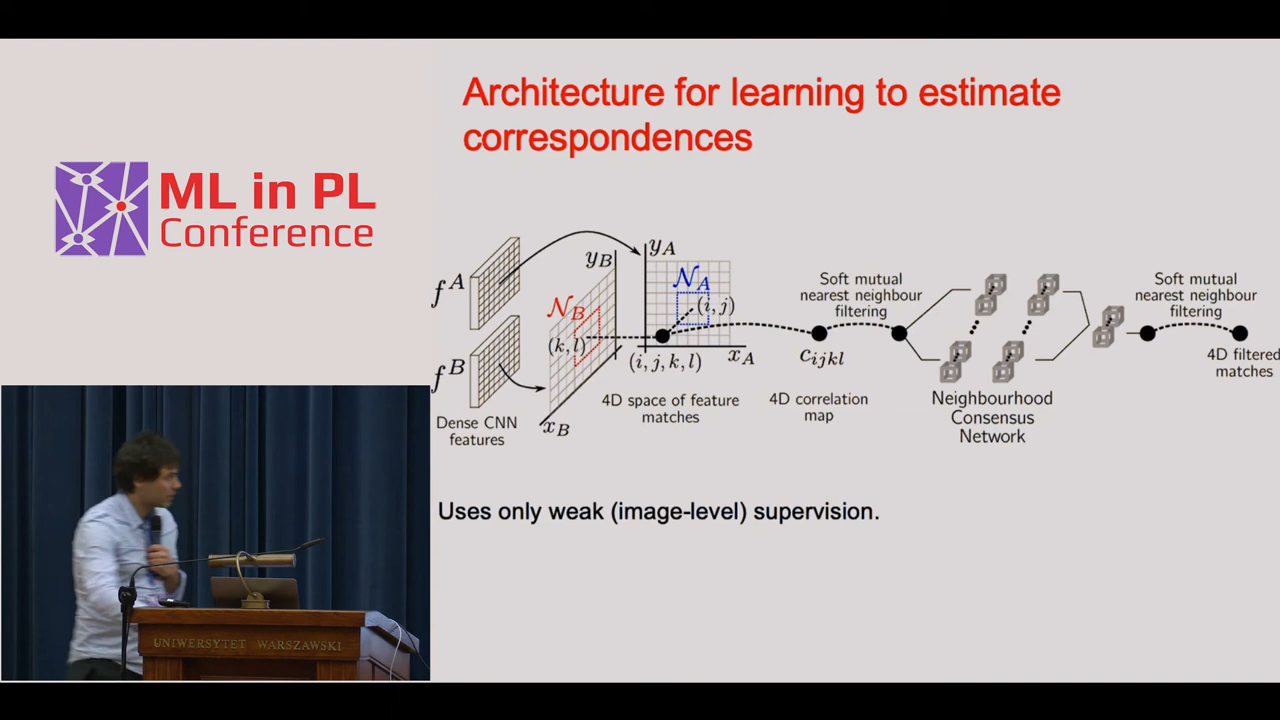 Architecture for learning to estimate
correspondences
ML in PL
Conference
f^A
f^B
Dense CNN
features
y_B
N_B
(k, l)
x_B
y_A
N_A
(i, j)
(i, j, k, l)
x_A
4D space of feature
matches
c_{ijkl}
4D correlation
map
Soft mutual
nearest neighbour
filtering
Neighbourhood
Consensus
Network
Soft mutual
nearest neighbour
filtering
4D filtered
matches
Uses only weak (image-level) supervision.
UNIWERSYTET WARSZAWSKI